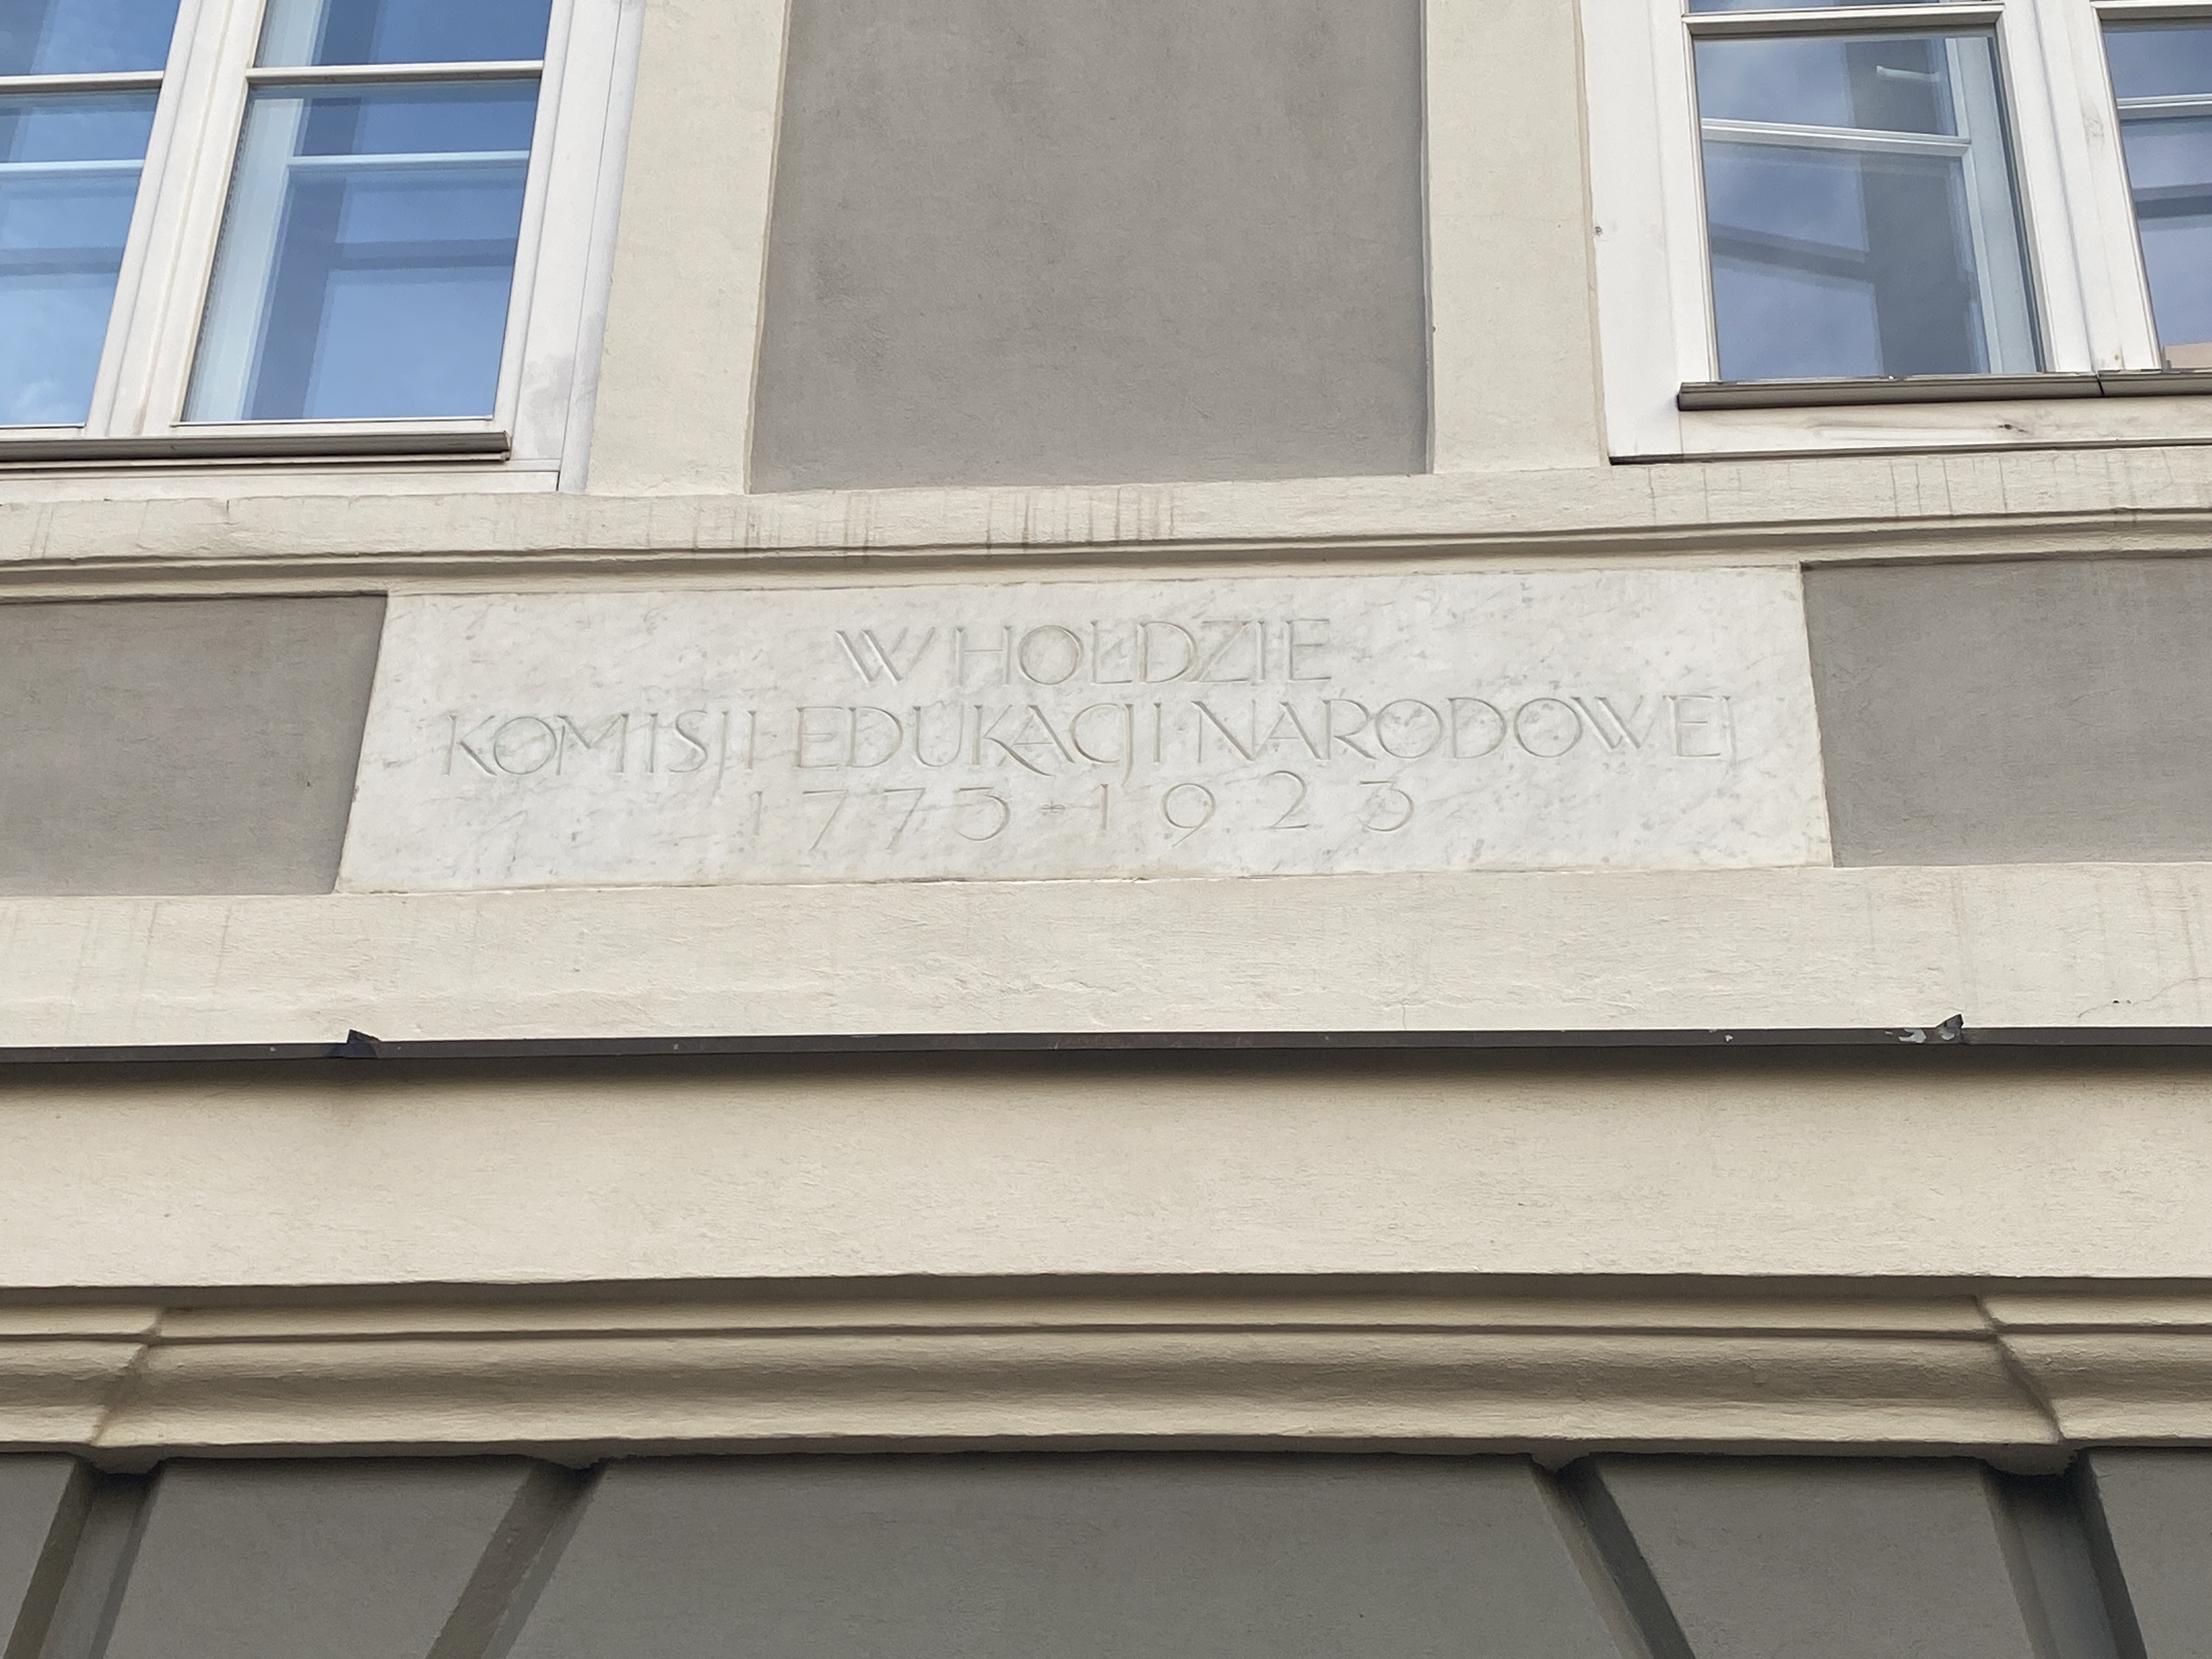 W HOŁDZIE
KOMISJI EDUKACJI NARODOWEJ
1773 + 1923